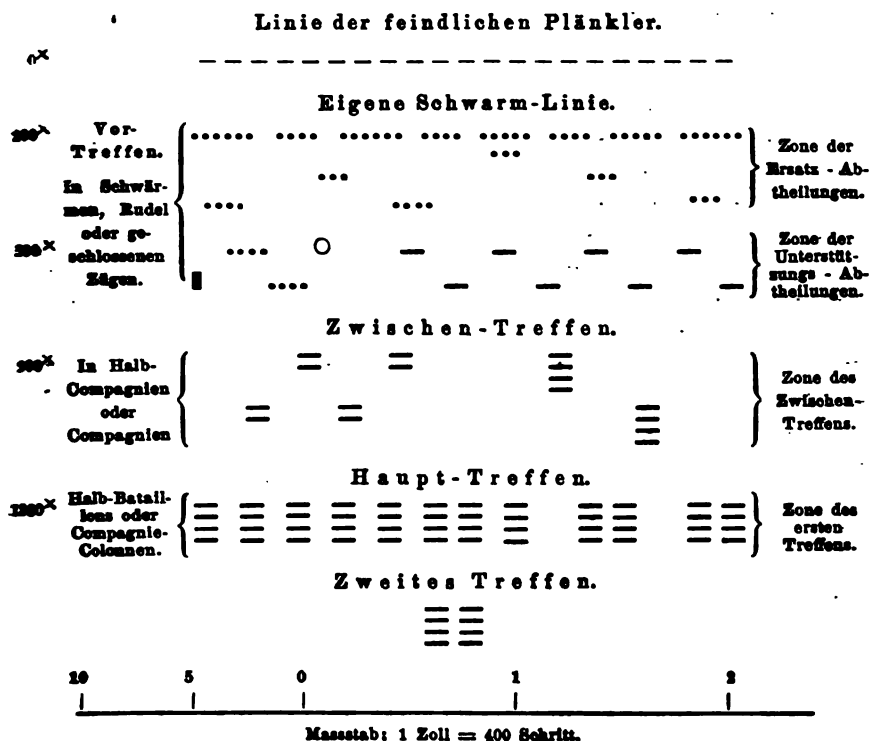 Linie der feindlichen Plänkler.
0×
Eigene Schwarm-Linie.
200×
Vor-
Treffen.
In Schwär-
men, Rudel
oder ge-
schlossenen
Zügen.
Zone der
Ersatz-Ab-
theilungen.
Zone der
Unterstüt-
zungs-Ab-
theilungen.
Zwischen-Treffen.
900×
In Halb-
Compagnien
oder
Compagnien
Zone des
Zwischen-
Treffens.
Haupt-Treffen.
Halb-Batail-
lons oder
Compagnie-
Colonnen.
Zone des
ersten
Treffens.
Zweites Treffen.
10 5 0 1 2
Massstab: 1 Zoll = 400 Schritt.